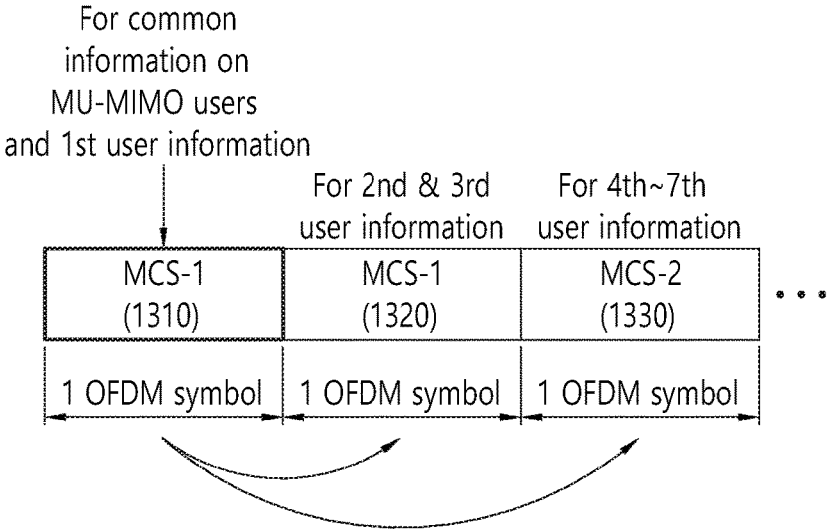 For common
information on
MU-MIMO users
and 1st user information
For 2nd & 3rd
user information
For 4th~7th
user information
MCS-1
(1310)
MCS-1
(1320)
MCS-2
(1330)
1 OFDM symbol
1 OFDM symbol
1 OFDM symbol